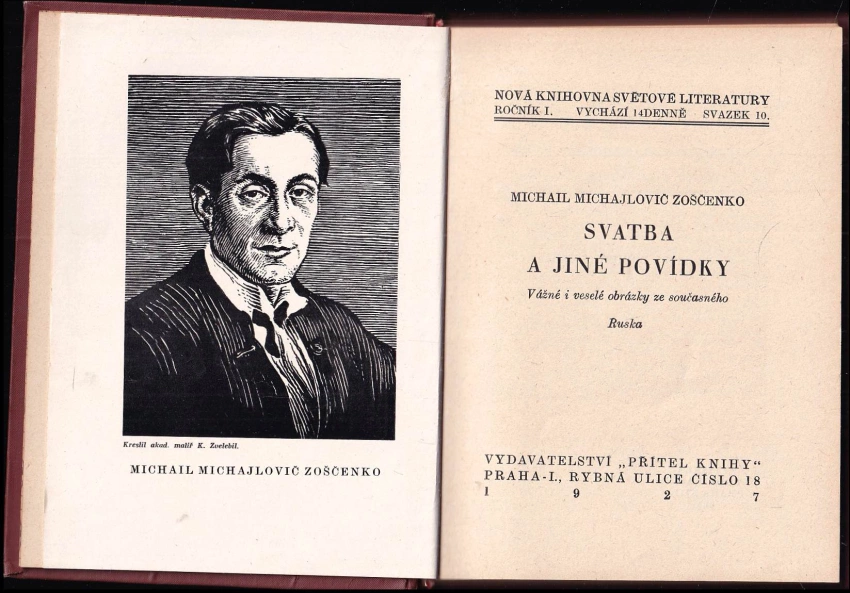 Kreslil akad. malíř K. Zvelebil.
MICHAIL MICHAJLOVIČ ZOŠČENKO
NOVÁ KNIHOVNA SVĚTOVÉ LITERATURY
ROČNÍK I. VYCHÁZÍ 14DENNĚ SVAZEK 10.
MICHAIL MICHAJLOVIČ ZOŠČENKO
SVATBA
A JINÉ POVÍDKY
Vážné i veselé obrázky ze současného
Ruska
VYDAVATELSTVÍ „PŘÍTEL KNIHY“
PRAHA-I., RYBNÁ ULICE ČÍSLO 18
1 9 2 7